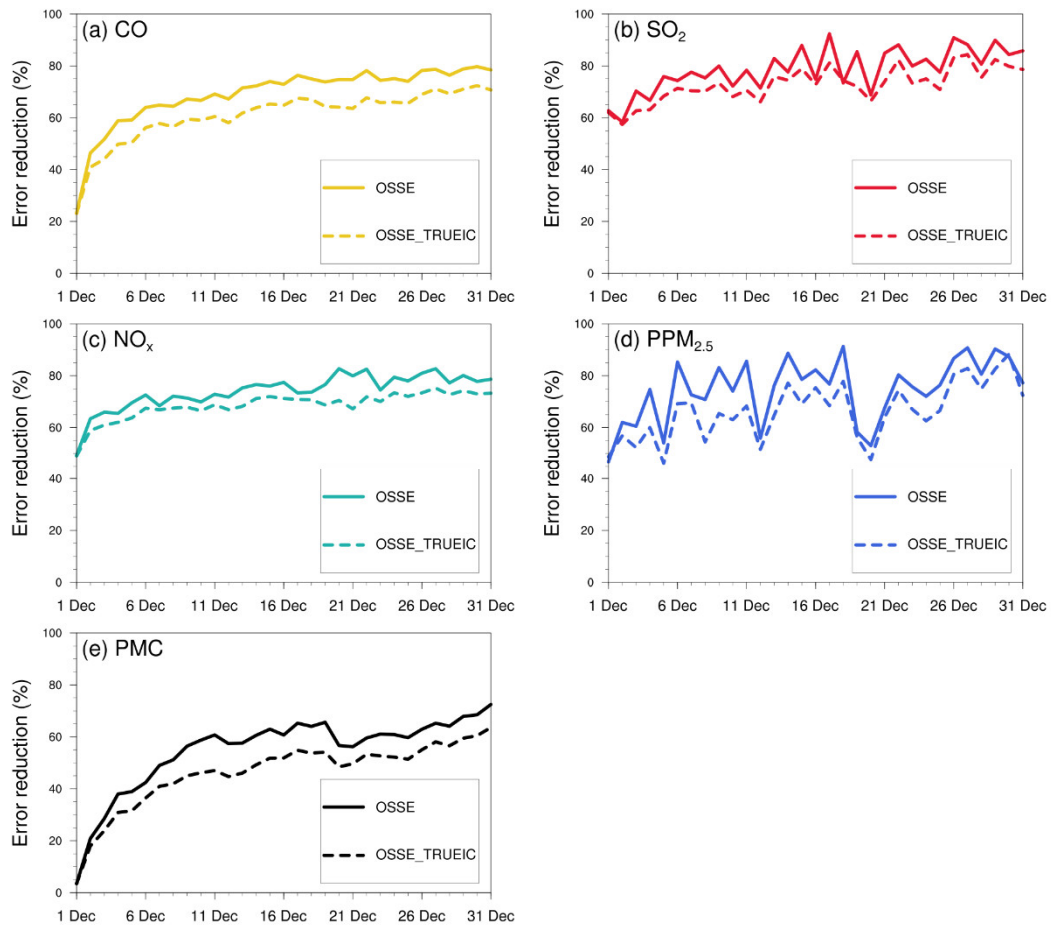 (a) CO
Error reduction (%)
100
80
60
40
20
0
OSSE
OSSE_TRUEIC
1 Dec 6 Dec 11 Dec 16 Dec 21 Dec 26 Dec 31 Dec
(b) SO2
Error reduction (%)
100
80
60
40
20
0
OSSE
OSSE_TRUEIC
1 Dec 6 Dec 11 Dec 16 Dec 21 Dec 26 Dec 31 Dec
(c) NOx
Error reduction (%)
100
80
60
40
20
0
OSSE
OSSE_TRUEIC
1 Dec 6 Dec 11 Dec 16 Dec 21 Dec 26 Dec 31 Dec
(d) PPM2.5
Error reduction (%)
100
80
60
40
20
0
OSSE
OSSE_TRUEIC
1 Dec 6 Dec 11 Dec 16 Dec 21 Dec 26 Dec 31 Dec
(e) PMC
Error reduction (%)
100
80
60
40
20
0
OSSE
OSSE_TRUEIC
1 Dec 6 Dec 11 Dec 16 Dec 21 Dec 26 Dec 31 Dec